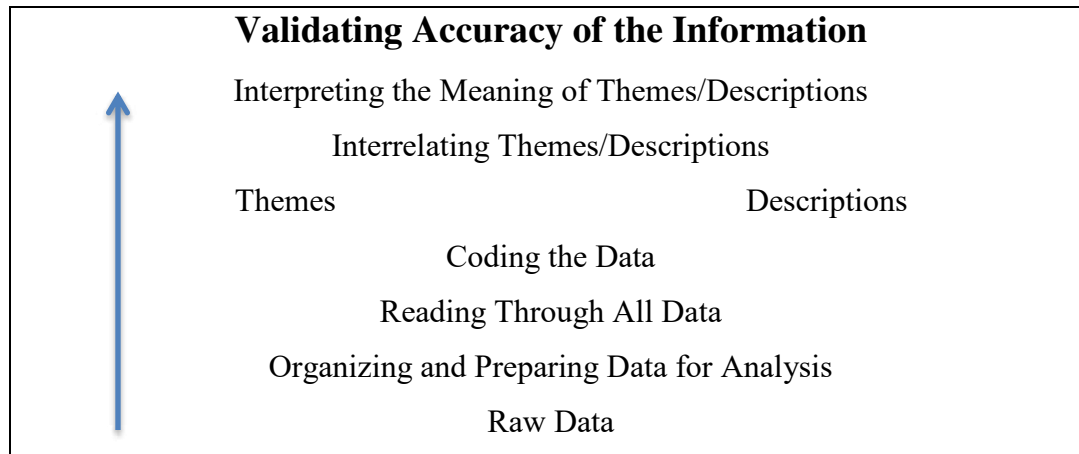 Validating Accuracy of the Information
Interpreting the Meaning of Themes/Descriptions
Interrelating Themes/Descriptions
Themes Descriptions
Coding the Data
Reading Through All Data
Organizing and Preparing Data for Analysis
Raw Data